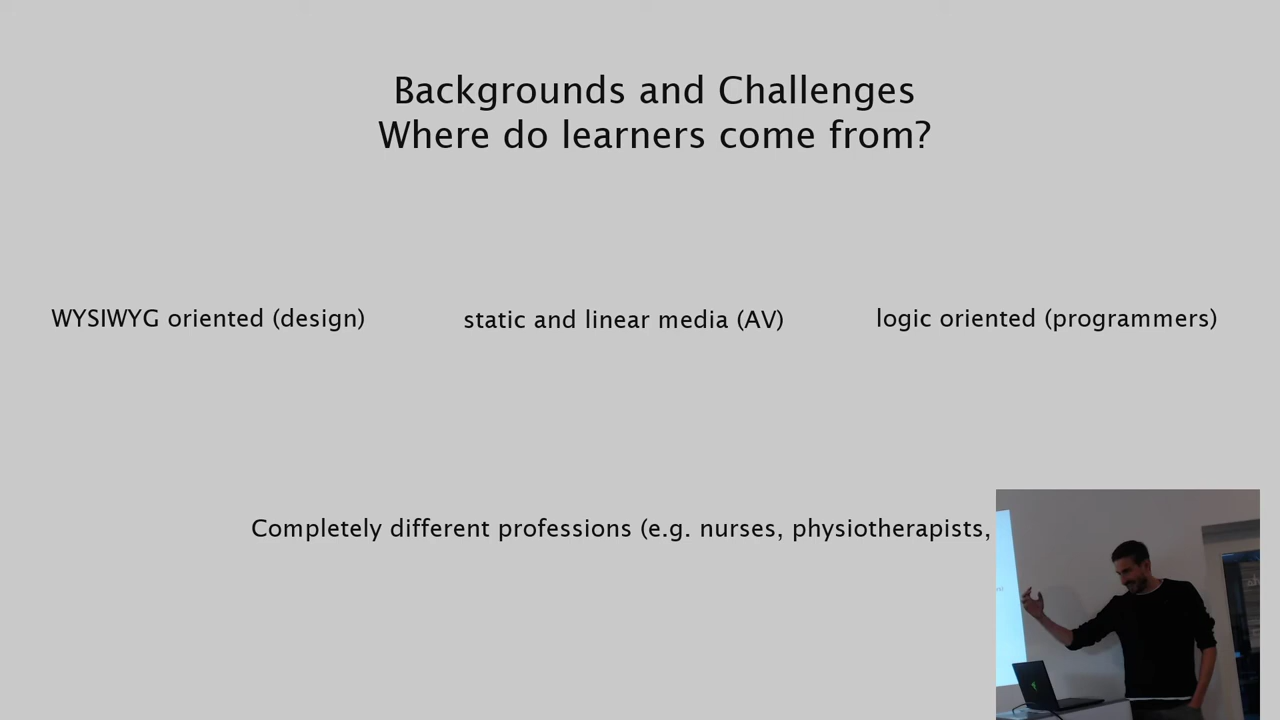 Backgrounds and Challenges
Where do learners come from?
WYSIWYG oriented (design)
static and linear media (AV)
logic oriented (programmers)
Completely different professions (e.g. nurses, physiotherapists,